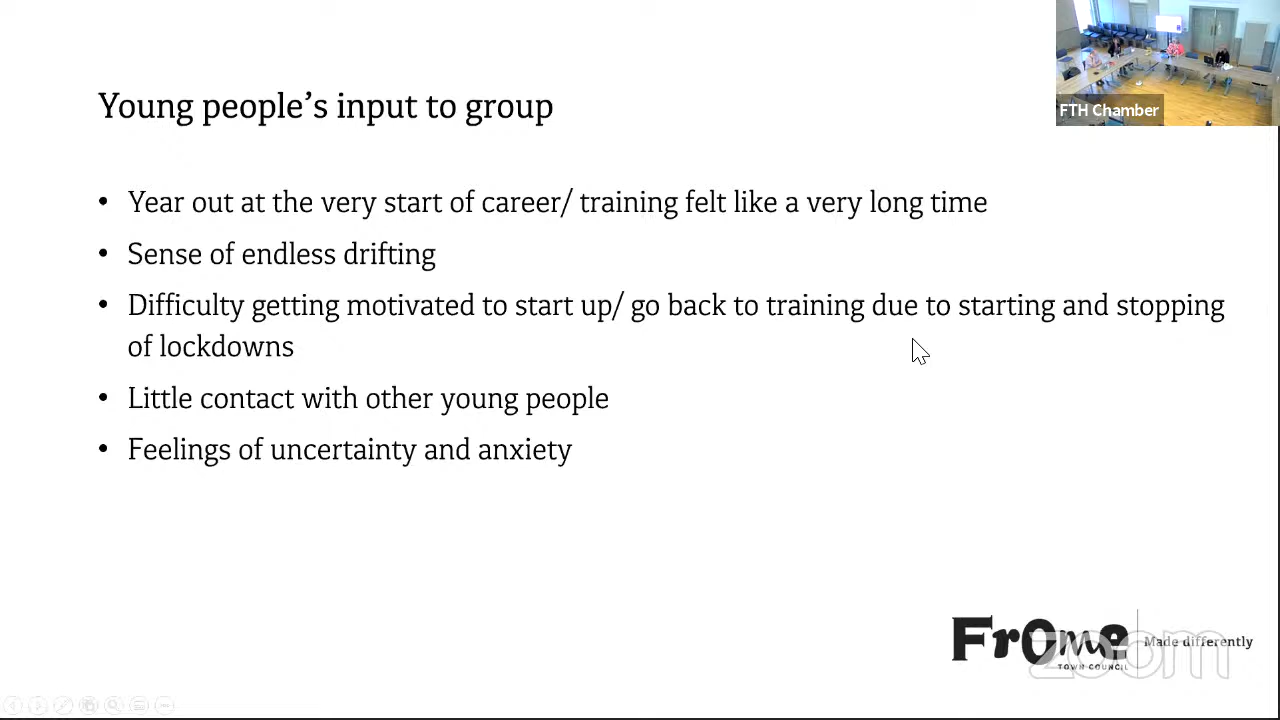 FTH Chamber
Young people’s input to group
• Year out at the very start of career/ training felt like a very long time
• Sense of endless drifting
• Difficulty getting motivated to start up/ go back to training due to starting and stopping
of lockdowns
• Little contact with other young people
• Feelings of uncertainty and anxiety
Frome
TOWN COUNCIL
Made differently
zoom